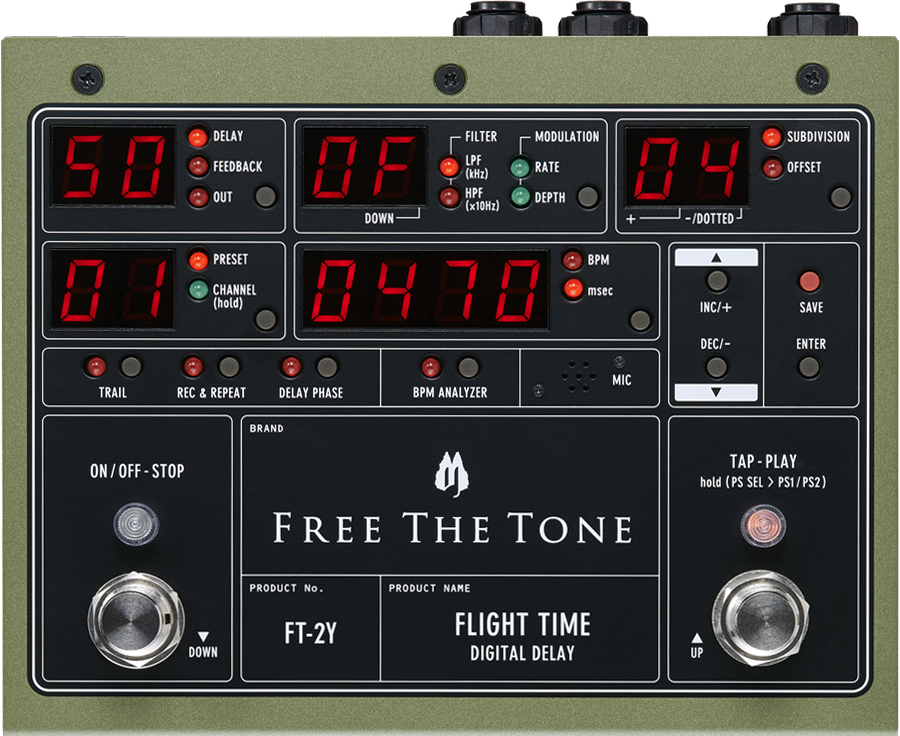 50
DELAY
FEEDBACK
OUT
0F
FILTER
LPF
(kHz)
HPF
(x10Hz)
MODULATION
RATE
DEPTH
DOWN
04
SUBDIVISION
OFFSET
+
-/DOTTED
01
PRESET
CHANNEL
(hold)
0470
BPM
msec
▲
INC/+
DEC/-
▼
SAVE
ENTER
TRAIL
REC & REPEAT
DELAY PHASE
BPM ANALYZER
MIC
ON / OFF - STOP
▼
DOWN
BRAND
FREE THE TONE
PRODUCT No.
FT-2Y
PRODUCT NAME
FLIGHT TIME
DIGITAL DELAY
TAP - PLAY
hold ( PS SEL > PS1 / PS2 )
▲
UP